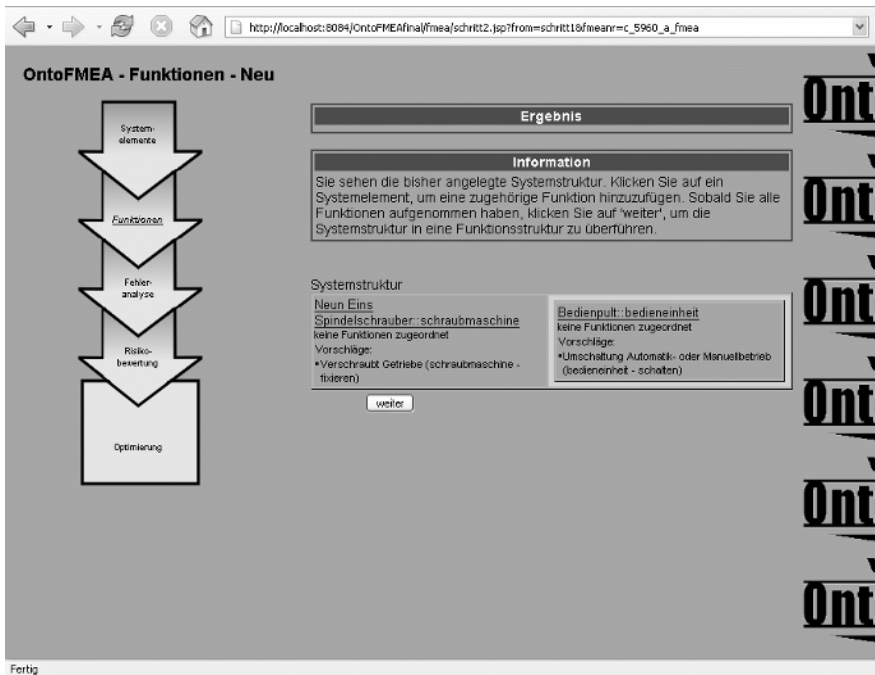 http://localhost:8084/OntoFMEAfinal/fmea/schritt2.jsp?from=schritt1&fmeanr=c_5960_a_fmea
OntoFMEA - Funktionen - Neu
System-
elemente
Funktionen
Fehler-
analyse
Risiko-
bewertung
Optimierung
Ergebnis
Information
Sie sehen die bisher angelegte Systemstruktur. Klicken Sie auf ein
Systemelement, um eine zugehörige Funktion hinzuzufügen. Sobald Sie alle
Funktionen aufgenommen haben, klicken Sie auf 'weiter', um die
Systemstruktur in eine Funktionsstruktur zu überführen.
Systemstruktur
Neun Eins
Spindelschrauber::schraubmaschine
keine Funktionen zugeordnet
Vorschläge:
▪Verschraubt Getriebe (schraubmaschine -
fixieren)
Bedienpult::bedieneinheit
keine Funktionen zugeordnet
Vorschläge:
▪Umschaltung Automatik- oder Manuellbetrieb
(bedieneinheit - schalten)
weiter
Ont
Ont
Ont
Ont
Ont
Ont
Fertig